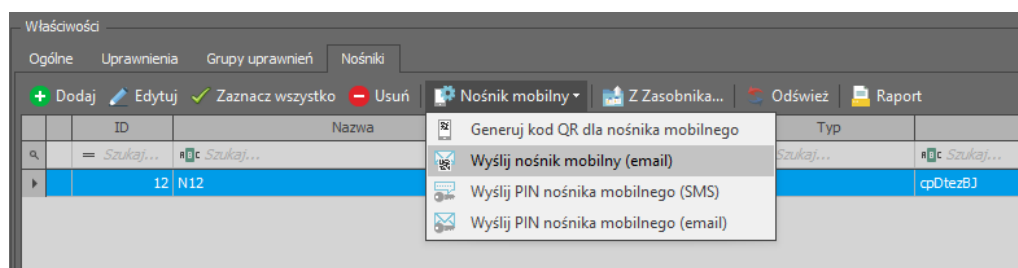 Właściwości
Ogólne Uprawnienia Grupy uprawnień Nośniki
Dodaj Edytuj Zaznacz wszystko Usuń Nośnik mobilny Z Zasobnika... Odśwież Raport
ID Nazwa Typ
= Szukaj... ABC Szukaj... Szukaj... ABC Szukaj...
12 N12 cpDtezBJ
Generuj kod QR dla nośnika mobilnego
Wyślij nośnik mobilny (email)
Wyślij PIN nośnika mobilnego (SMS)
Wyślij PIN nośnika mobilnego (email)